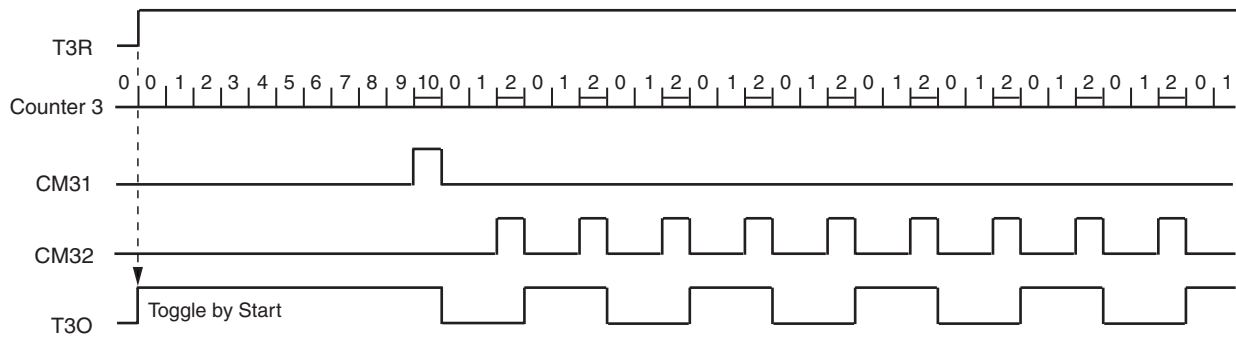 T3R
0 0 1 2 3 4 5 6 7 8 9 10 0 1 2 0 1 2 0 1 2 0 1 2 0 1 2 0 1 2 0 1 2 0 1 2 0 1 2 0 1
Counter 3
CM31
CM32
Toggle by Start
T3O